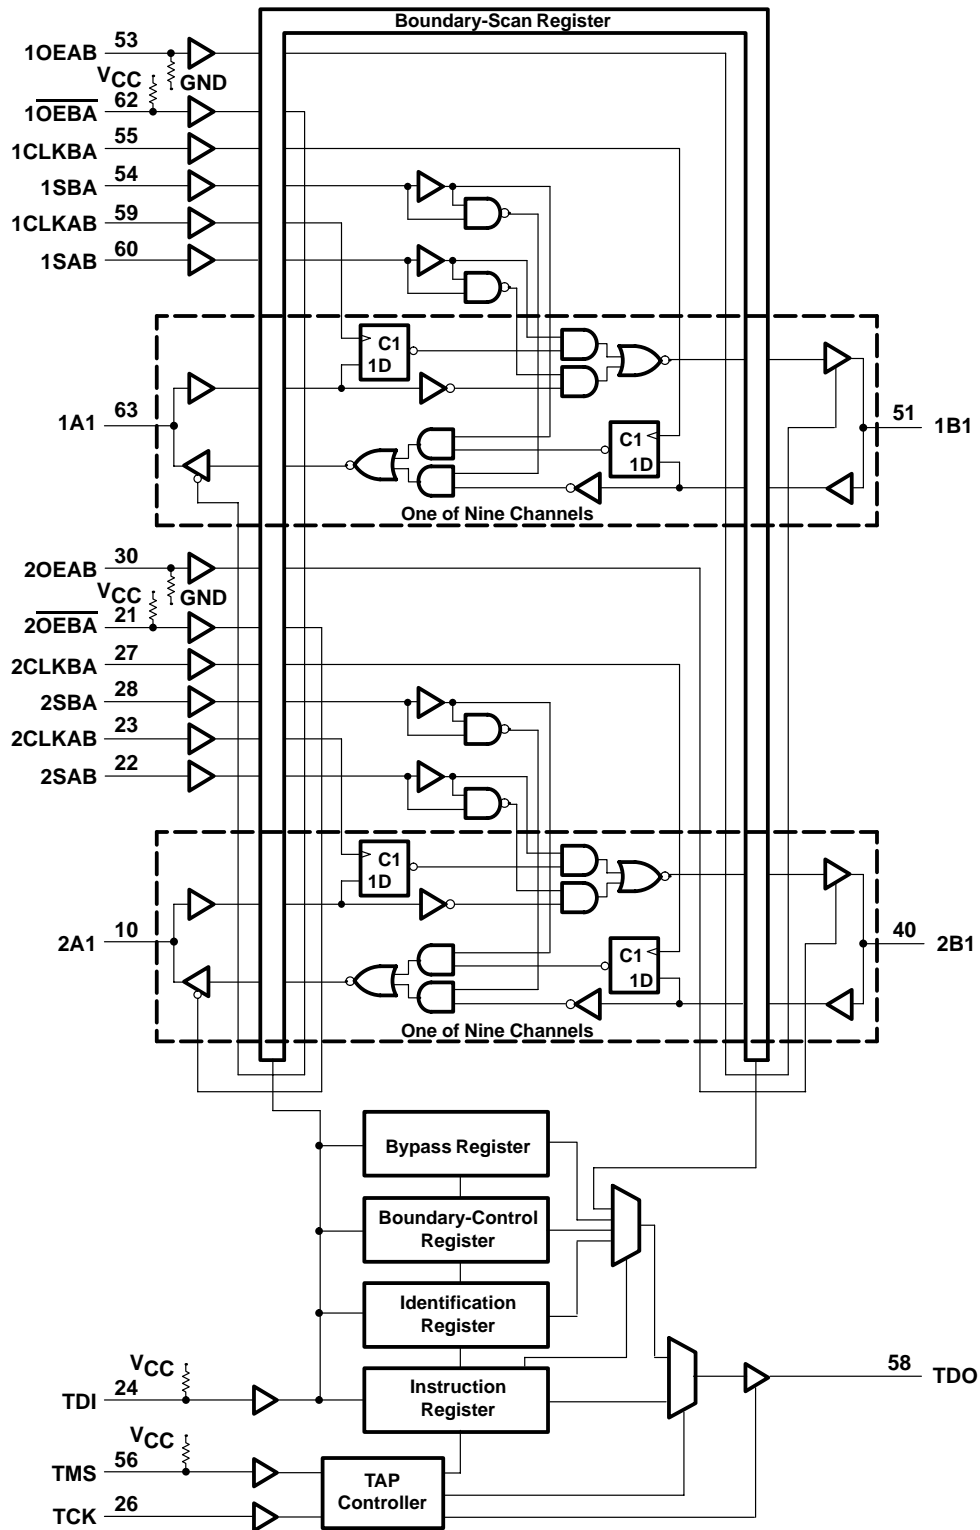 Boundary-Scan Register
1OEAB 53
VCC GND
1OEBA 62
1CLKBA 55
1SBA 54
1CLKAB 59
1SAB 60
C1
1D
1A1 63
51 1B1
C1
1D
One of Nine Channels
2OEAB 30
VCC GND
2OEBA 21
2CLKBA 27
2SBA 28
2CLKAB 23
2SAB 22
C1
1D
2A1 10
40 2B1
C1
1D
One of Nine Channels
Bypass Register
Boundary-Control
Register
Identification
Register
VCC
TDI 24
Instruction
Register
58 TDO
VCC
TMS 56
TAP
Controller
TCK 26